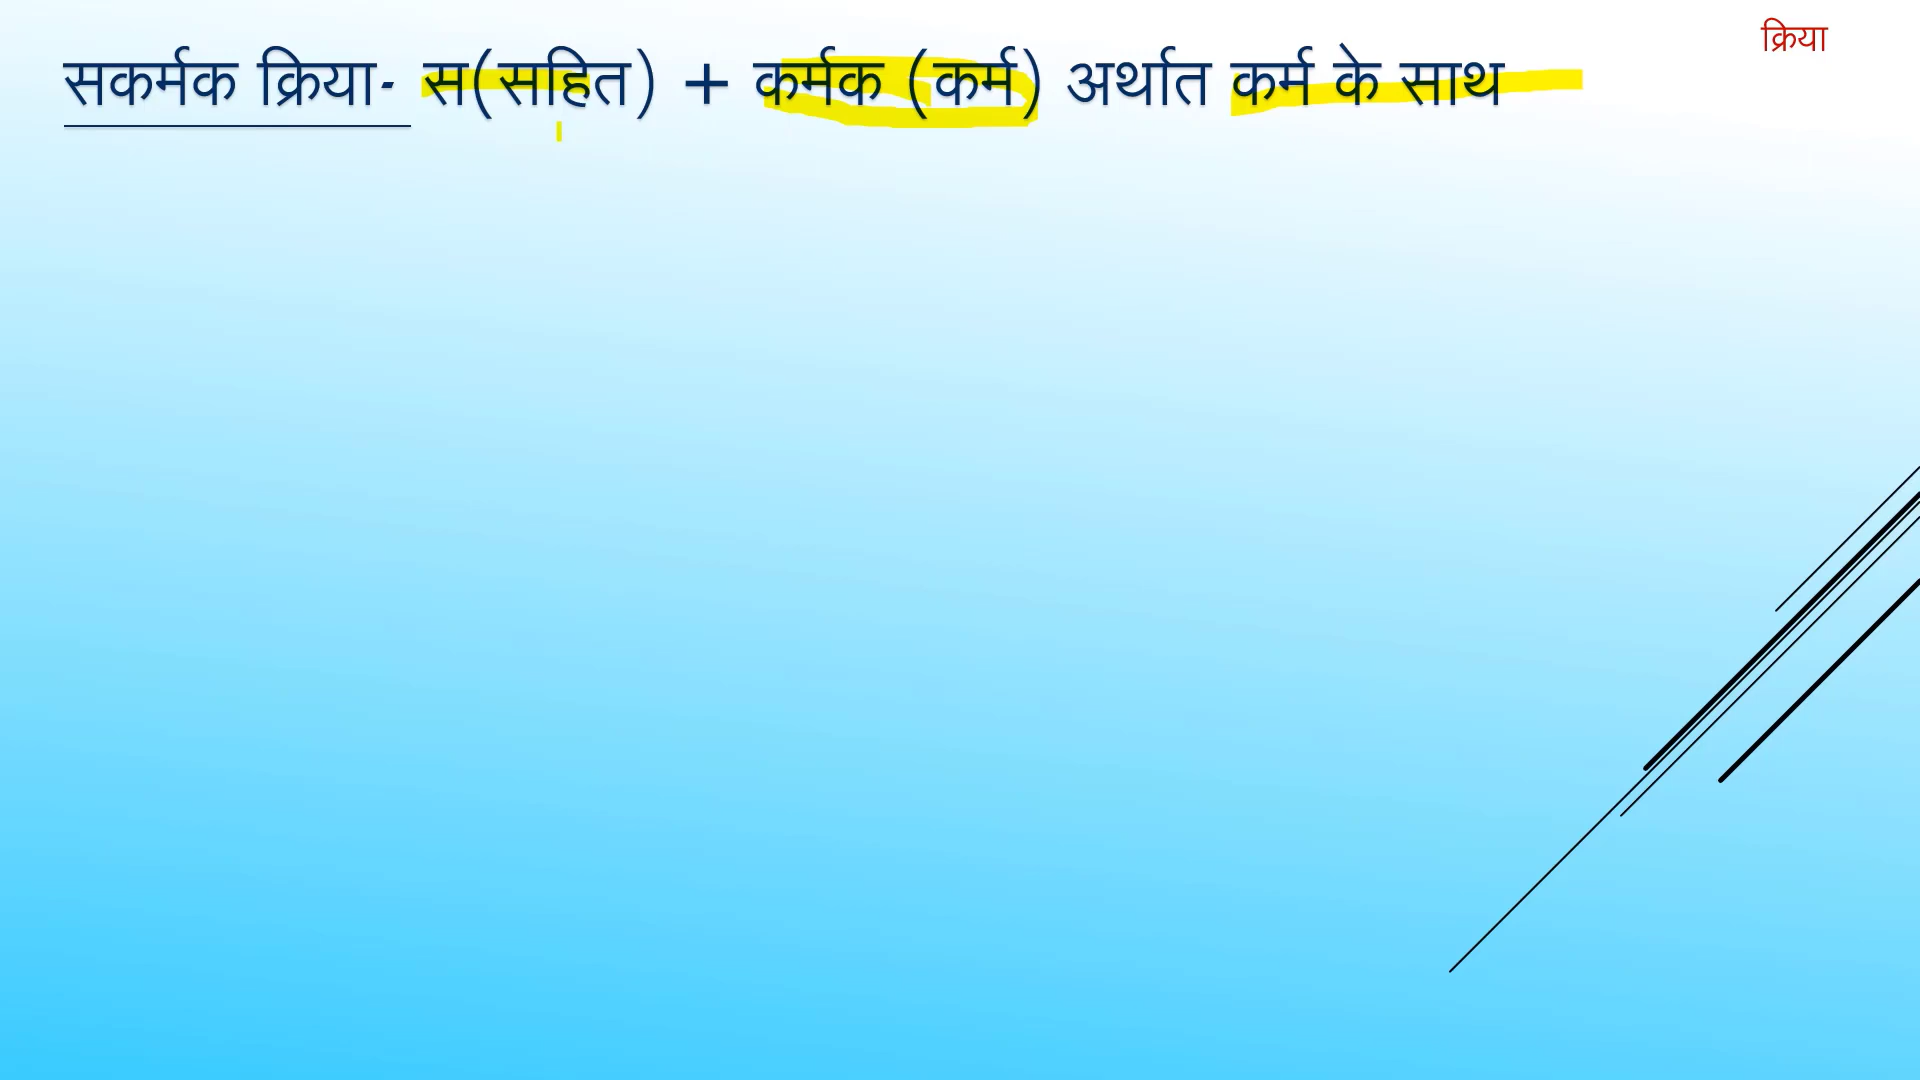 क्रिया
सकर्मक क्रिया- स(सहित) + कर्मक (कर्म) अर्थात कर्म के साथ